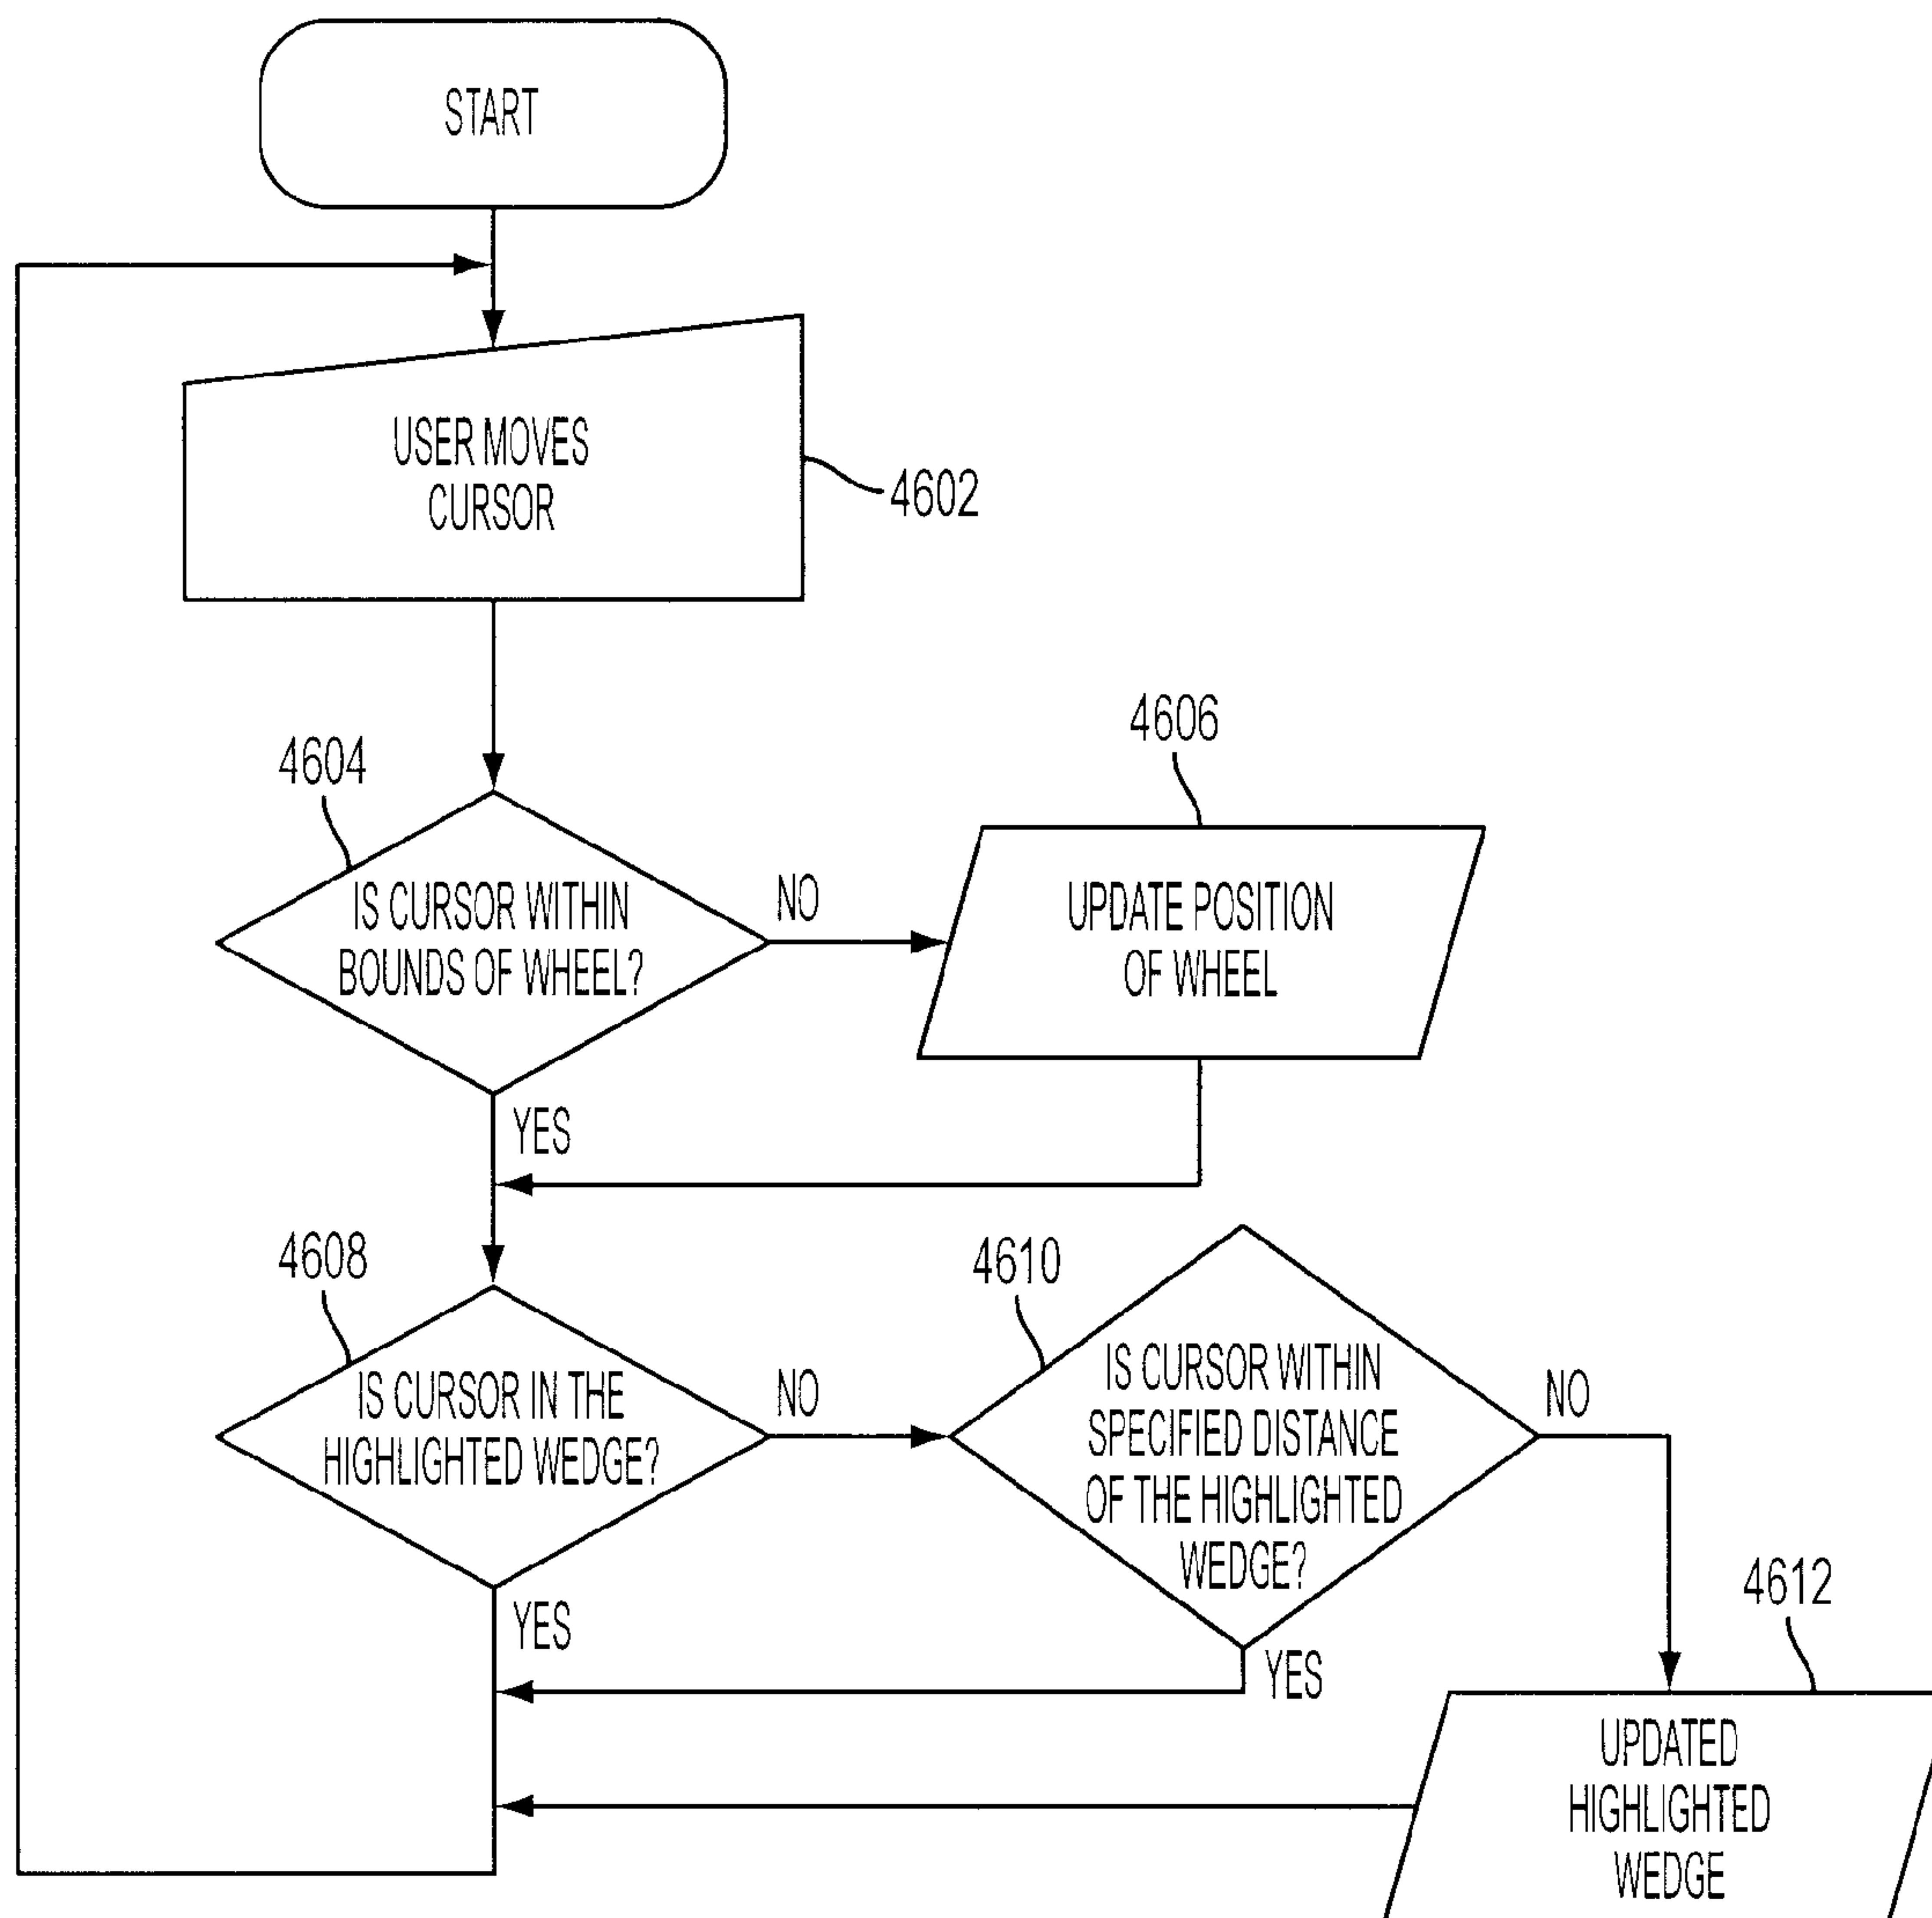 START
USER MOVES
CURSOR
4602
4604
IS CURSOR WITHIN
BOUNDS OF WHEEL?
NO
YES
4606
UPDATE POSITION
OF WHEEL
4608
IS CURSOR IN THE
HIGHLIGHTED WEDGE?
NO
YES
4610
IS CURSOR WITHIN
SPECIFIED DISTANCE
OF THE HIGHLIGHTED
WEDGE?
NO
YES
4612
UPDATED
HIGHLIGHTED
WEDGE